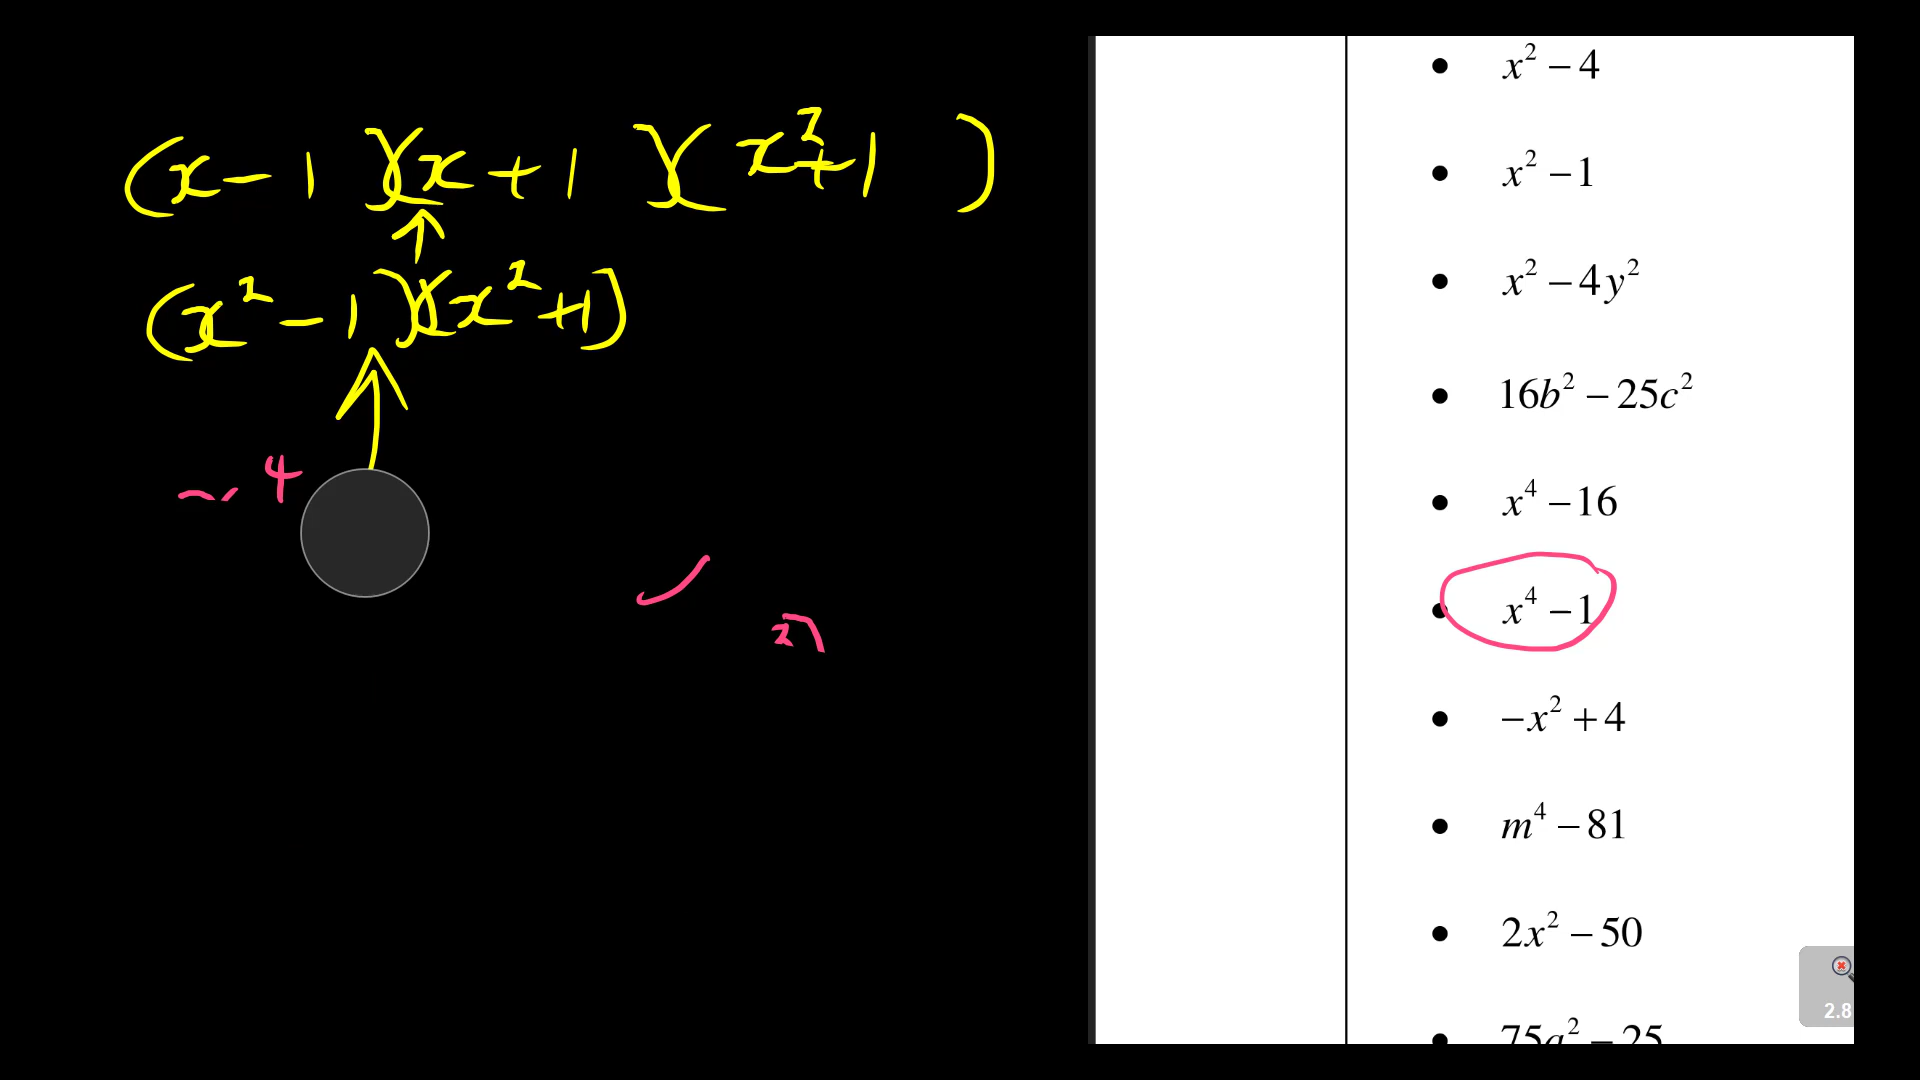 (x - 1)(x + 1)(x² + 1)
(x² - 1)(x² + 1)
4
2
• x² − 4
• x² − 1
• x² − 4y²
• 16b² − 25c²
• x⁴ − 16
• x⁴ − 1
• −x² + 4
• m⁴ − 81
• 2x² − 50
2.8